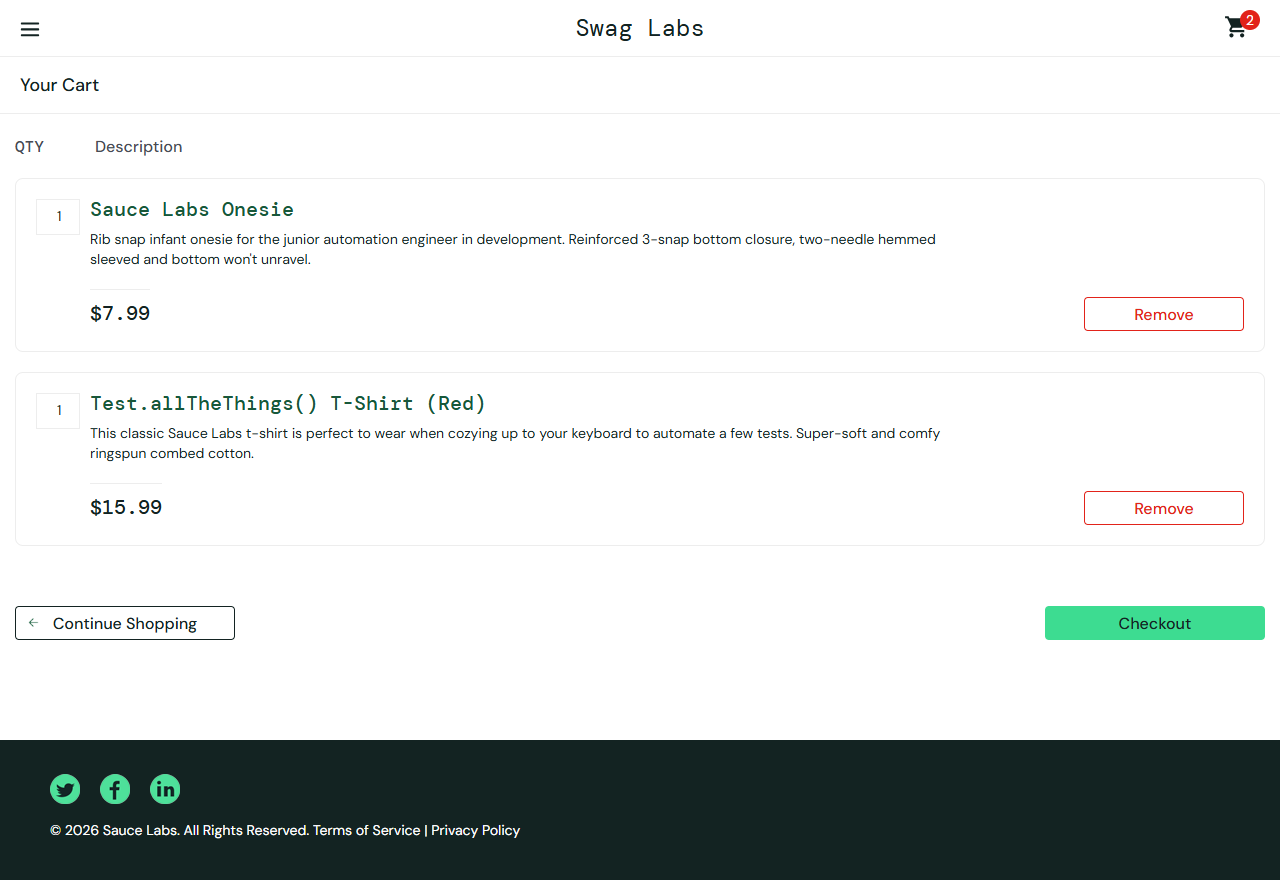 Swag Labs
2
Your Cart
QTY Description
1
Sauce Labs Onesie
Rib snap infant onesie for the junior automation engineer in development. Reinforced 3-snap bottom closure, two-needle hemmed
sleeved and bottom won't unravel.
$7.99
Remove
1
Test.allTheThings() T-Shirt (Red)
This classic Sauce Labs t-shirt is perfect to wear when cozying up to your keyboard to automate a few tests. Super-soft and comfy
ringspun combed cotton.
$15.99
Remove
Continue Shopping
Checkout
© 2026 Sauce Labs. All Rights Reserved. Terms of Service | Privacy Policy